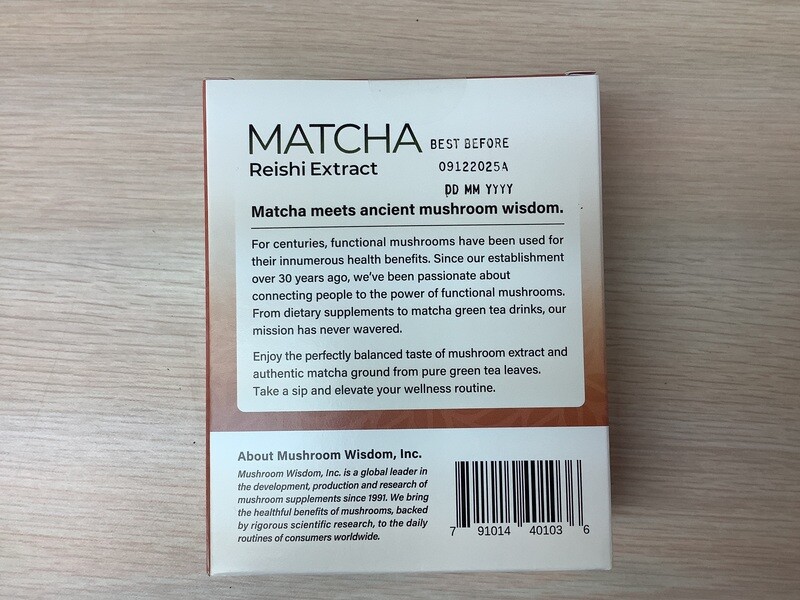 MATCHA
Reishi Extract
BEST BEFORE
09122025A
DD MM YYYY
Matcha meets ancient mushroom wisdom.
For centuries, functional mushrooms have been used for
their innumerous health benefits. Since our establishment
over 30 years ago, we've been passionate about
connecting people to the power of functional mushrooms.
From dietary supplements to matcha green tea drinks, our
mission has never wavered.
Enjoy the perfectly balanced taste of mushroom extract and
authentic matcha ground from pure green tea leaves.
Take a sip and elevate your wellness routine.
About Mushroom Wisdom, Inc.
Mushroom Wisdom, Inc. is a global leader in
the development, production and research of
mushroom supplements since 1991. We bring
the healthful benefits of mushrooms, backed
by rigorous scientific research, to the daily
routines of consumers worldwide.
7 91014 40103 6